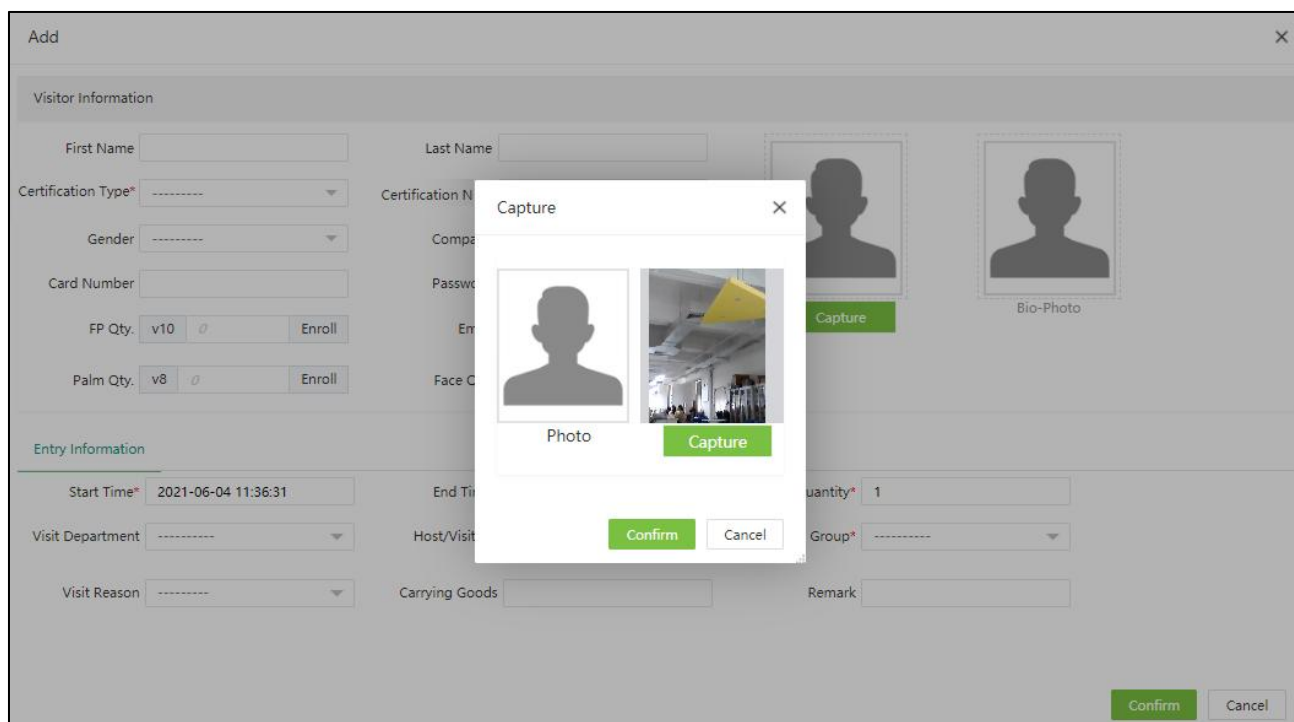 Add
Visitor Information
First Name
Last Name
Certification Type* ---------
Certification N
Gender ---------
Compa
Card Number
Passwo
FP Qty. v10 0 Enroll
Em
Palm Qty. v8 0 Enroll
Face
Capture
Bio-Photo
Capture
Photo
Capture
Confirm Cancel
Entry Information
Start Time* 2021-06-04 11:36:31
End Ti
uantity* 1
Visit Department ----------
Host/Visit
Group* ----------
Visit Reason ---------
Carrying Goods
Remark
Confirm Cancel